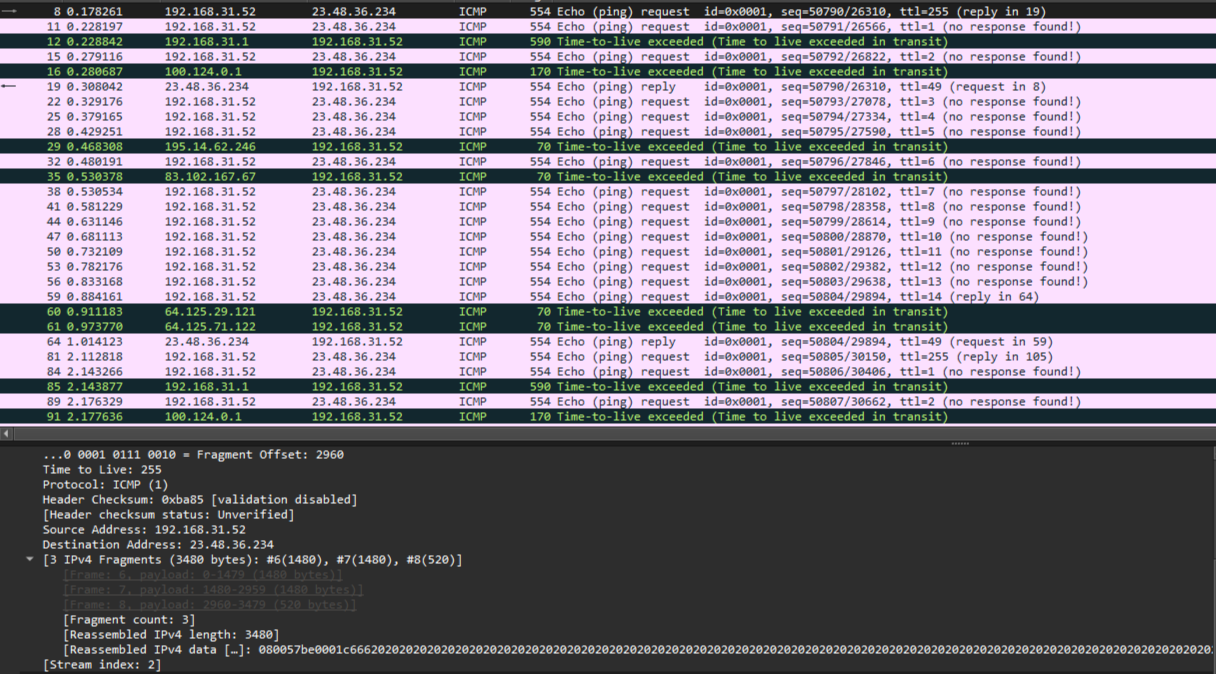 8 0.178261 192.168.31.52 23.48.36.234 ICMP 554 Echo (ping) request id=0x0001, seq=50790/26310, ttl=255 (reply in 19)
11 0.228197 192.168.31.52 23.48.36.234 ICMP 554 Echo (ping) request id=0x0001, seq=50791/26566, ttl=1 (no response found!)
12 0.228842 192.168.31.1 192.168.31.52 ICMP 590 Time-to-live exceeded (Time to live exceeded in transit)
15 0.279116 192.168.31.52 23.48.36.234 ICMP 554 Echo (ping) request id=0x0001, seq=50792/26822, ttl=2 (no response found!)
16 0.280687 100.124.0.1 192.168.31.52 ICMP 170 Time-to-live exceeded (Time to live exceeded in transit)
19 0.308042 23.48.36.234 192.168.31.52 ICMP 554 Echo (ping) reply id=0x0001, seq=50790/26310, ttl=49 (request in 8)
22 0.329176 192.168.31.52 23.48.36.234 ICMP 554 Echo (ping) request id=0x0001, seq=50793/27078, ttl=3 (no response found!)
25 0.379165 192.168.31.52 23.48.36.234 ICMP 554 Echo (ping) request id=0x0001, seq=50794/27334, ttl=4 (no response found!)
28 0.429251 192.168.31.52 23.48.36.234 ICMP 554 Echo (ping) request id=0x0001, seq=50795/27590, ttl=5 (no response found!)
29 0.468308 195.14.62.246 192.168.31.52 ICMP 70 Time-to-live exceeded (Time to live exceeded in transit)
32 0.480191 192.168.31.52 23.48.36.234 ICMP 554 Echo (ping) request id=0x0001, seq=50796/27846, ttl=6 (no response found!)
35 0.530378 83.102.167.67 192.168.31.52 ICMP 70 Time-to-live exceeded (Time to live exceeded in transit)
38 0.530534 192.168.31.52 23.48.36.234 ICMP 554 Echo (ping) request id=0x0001, seq=50797/28102, ttl=7 (no response found!)
41 0.581229 192.168.31.52 23.48.36.234 ICMP 554 Echo (ping) request id=0x0001, seq=50798/28358, ttl=8 (no response found!)
44 0.631146 192.168.31.52 23.48.36.234 ICMP 554 Echo (ping) request id=0x0001, seq=50799/28614, ttl=9 (no response found!)
47 0.681113 192.168.31.52 23.48.36.234 ICMP 554 Echo (ping) request id=0x0001, seq=50800/28870, ttl=10 (no response found!)
50 0.732109 192.168.31.52 23.48.36.234 ICMP 554 Echo (ping) request id=0x0001, seq=50801/29126, ttl=11 (no response found!)
53 0.782176 192.168.31.52 23.48.36.234 ICMP 554 Echo (ping) request id=0x0001, seq=50802/29382, ttl=12 (no response found!)
56 0.833168 192.168.31.52 23.48.36.234 ICMP 554 Echo (ping) request id=0x0001, seq=50803/29638, ttl=13 (no response found!)
59 0.884161 192.168.31.52 23.48.36.234 ICMP 554 Echo (ping) request id=0x0001, seq=50804/29894, ttl=14 (reply in 64)
60 0.911183 64.125.29.121 192.168.31.52 ICMP 70 Time-to-live exceeded (Time to live exceeded in transit)
61 0.973770 64.125.71.122 192.168.31.52 ICMP 70 Time-to-live exceeded (Time to live exceeded in transit)
64 1.014123 23.48.36.234 192.168.31.52 ICMP 554 Echo (ping) reply id=0x0001, seq=50804/29894, ttl=49 (request in 59)
81 2.112818 192.168.31.52 23.48.36.234 ICMP 554 Echo (ping) request id=0x0001, seq=50805/30150, ttl=255 (reply in 105)
84 2.143266 192.168.31.52 23.48.36.234 ICMP 554 Echo (ping) request id=0x0001, seq=50806/30406, ttl=1 (no response found!)
85 2.143877 192.168.31.1 192.168.31.52 ICMP 590 Time-to-live exceeded (Time to live exceeded in transit)
89 2.176329 192.168.31.52 23.48.36.234 ICMP 554 Echo (ping) request id=0x0001, seq=50807/30662, ttl=2 (no response found!)
91 2.177636 100.124.0.1 192.168.31.52 ICMP 170 Time-to-live exceeded (Time to live exceeded in transit)
...0 0001 0111 0010 = Fragment Offset: 2960
Time to Live: 255
Protocol: ICMP (1)
Header Checksum: 0xba85 [validation disabled]
[Header checksum status: Unverified]
Source Address: 192.168.31.52
Destination Address: 23.48.36.234
[3 IPv4 Fragments (3480 bytes): #6(1480), #7(1480), #8(520)]
[Frame: 6, payload: 0-1479 (1480 bytes)]
[Frame: 7, payload: 1480-2959 (1480 bytes)]
[Frame: 8, payload: 2960-3479 (520 bytes)]
[Fragment count: 3]
[Reassembled IPv4 length: 3480]
[Reassembled IPv4 data […]: 080057be0001c66620202020202020202020202020202020202020202020202020202020202020202020202020202020202020202020202020202020202020202020
[Stream index: 2]